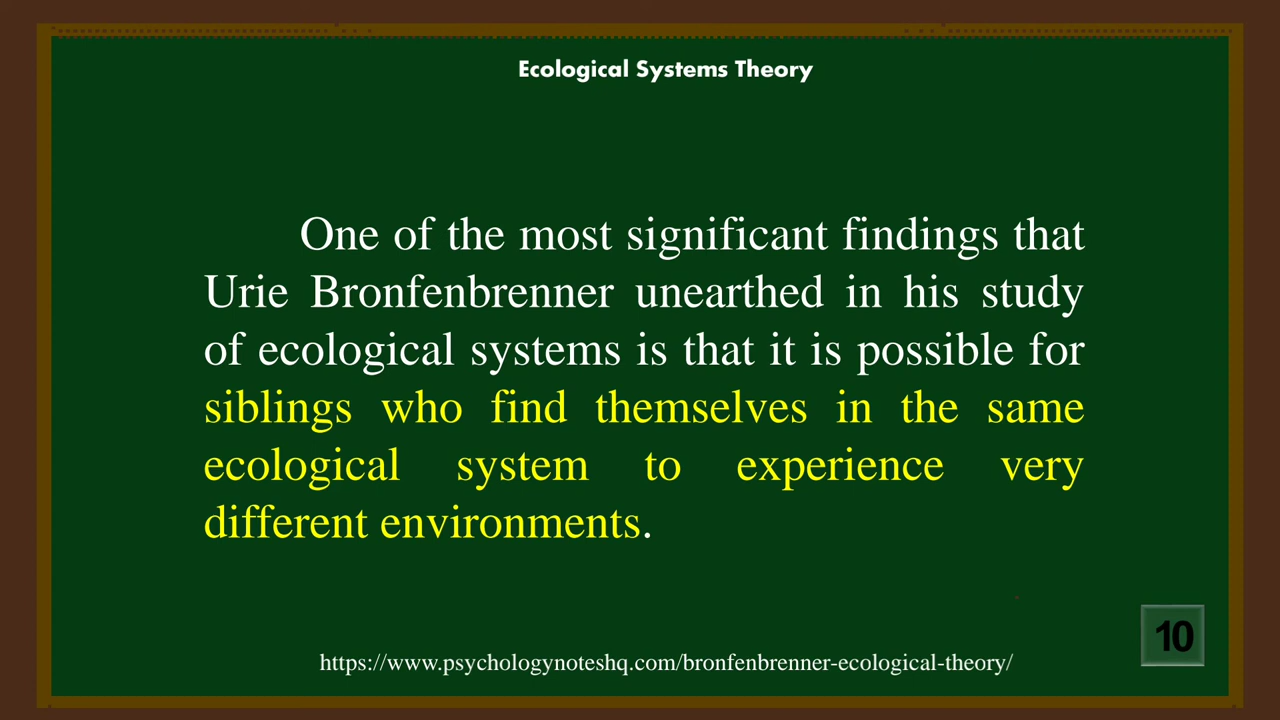 Ecological Systems Theory
One of the most significant findings that
Urie Bronfenbrenner unearthed in his study
of ecological systems is that it is possible for
siblings who find themselves in the same
ecological system to experience very
different environments.
10
https://www.psychologynoteshq.com/bronfenbrenner-ecological-theory/